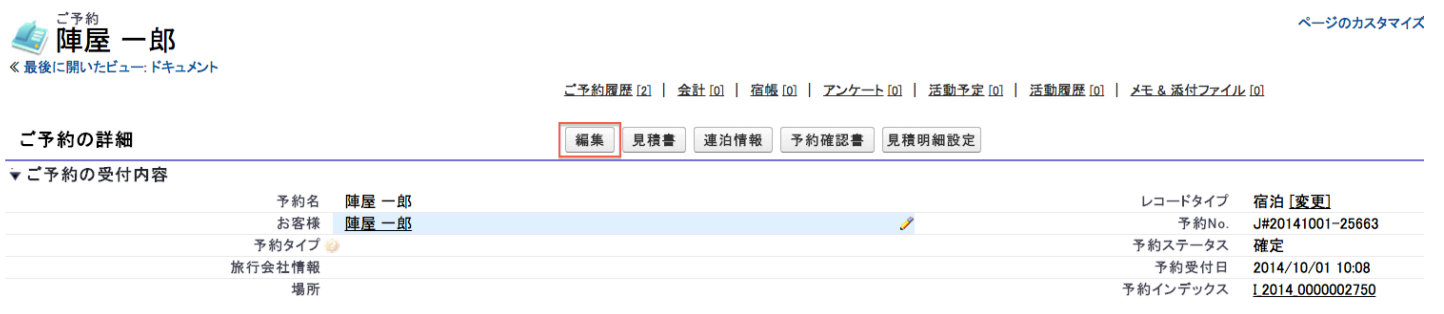 ご予約
陣屋 一郎
ページのカスタマイズ
≪ 最後に開いたビュー: ドキュメント
ご予約履歴 [2] | 会計 [0] | 宿帳 [0] | アンケート [0] | 活動予定 [0] | 活動履歴 [0] | メモ & 添付ファイル [0]
ご予約の詳細 編集 見積書 連泊情報 予約確認書 見積明細設定
▼ご予約の受付内容
予約名 陣屋 一郎 レコードタイプ 宿泊 [変更]
お客様 陣屋 一郎 予約No. J#20141001-25663
予約タイプ ? 予約ステータス 確定
旅行会社情報 予約受付日 2014/10/01 10:08
場所 予約インデックス I_2014_0000002750